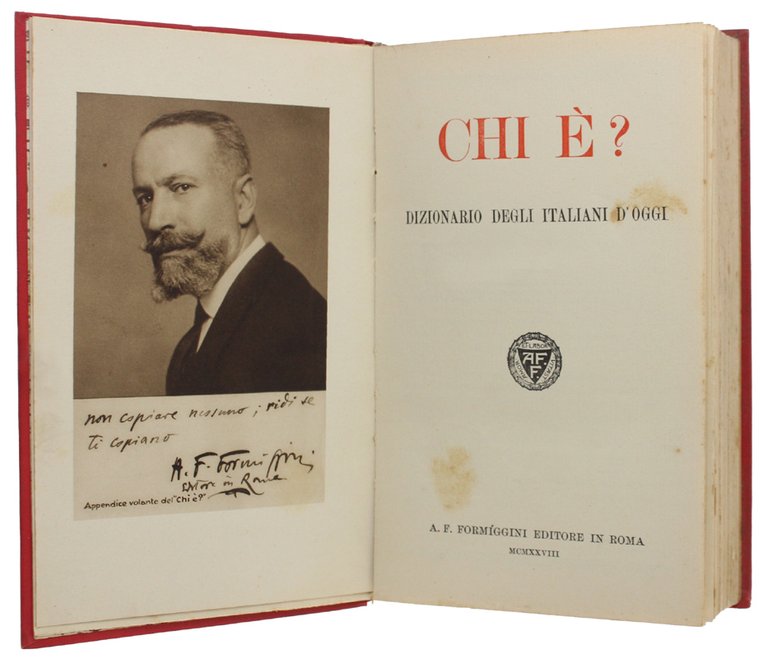 non copiare nessuno; ridi se
ti copiano
A. F. Formiggini
Editore in Roma
Appendice volante del "Chi è?"
CHI È?
DIZIONARIO DEGLI ITALIANI D'OGGI
A.F.
F.
A. F. FORMÍGGINI EDITORE IN ROMA
MCMXXVIII